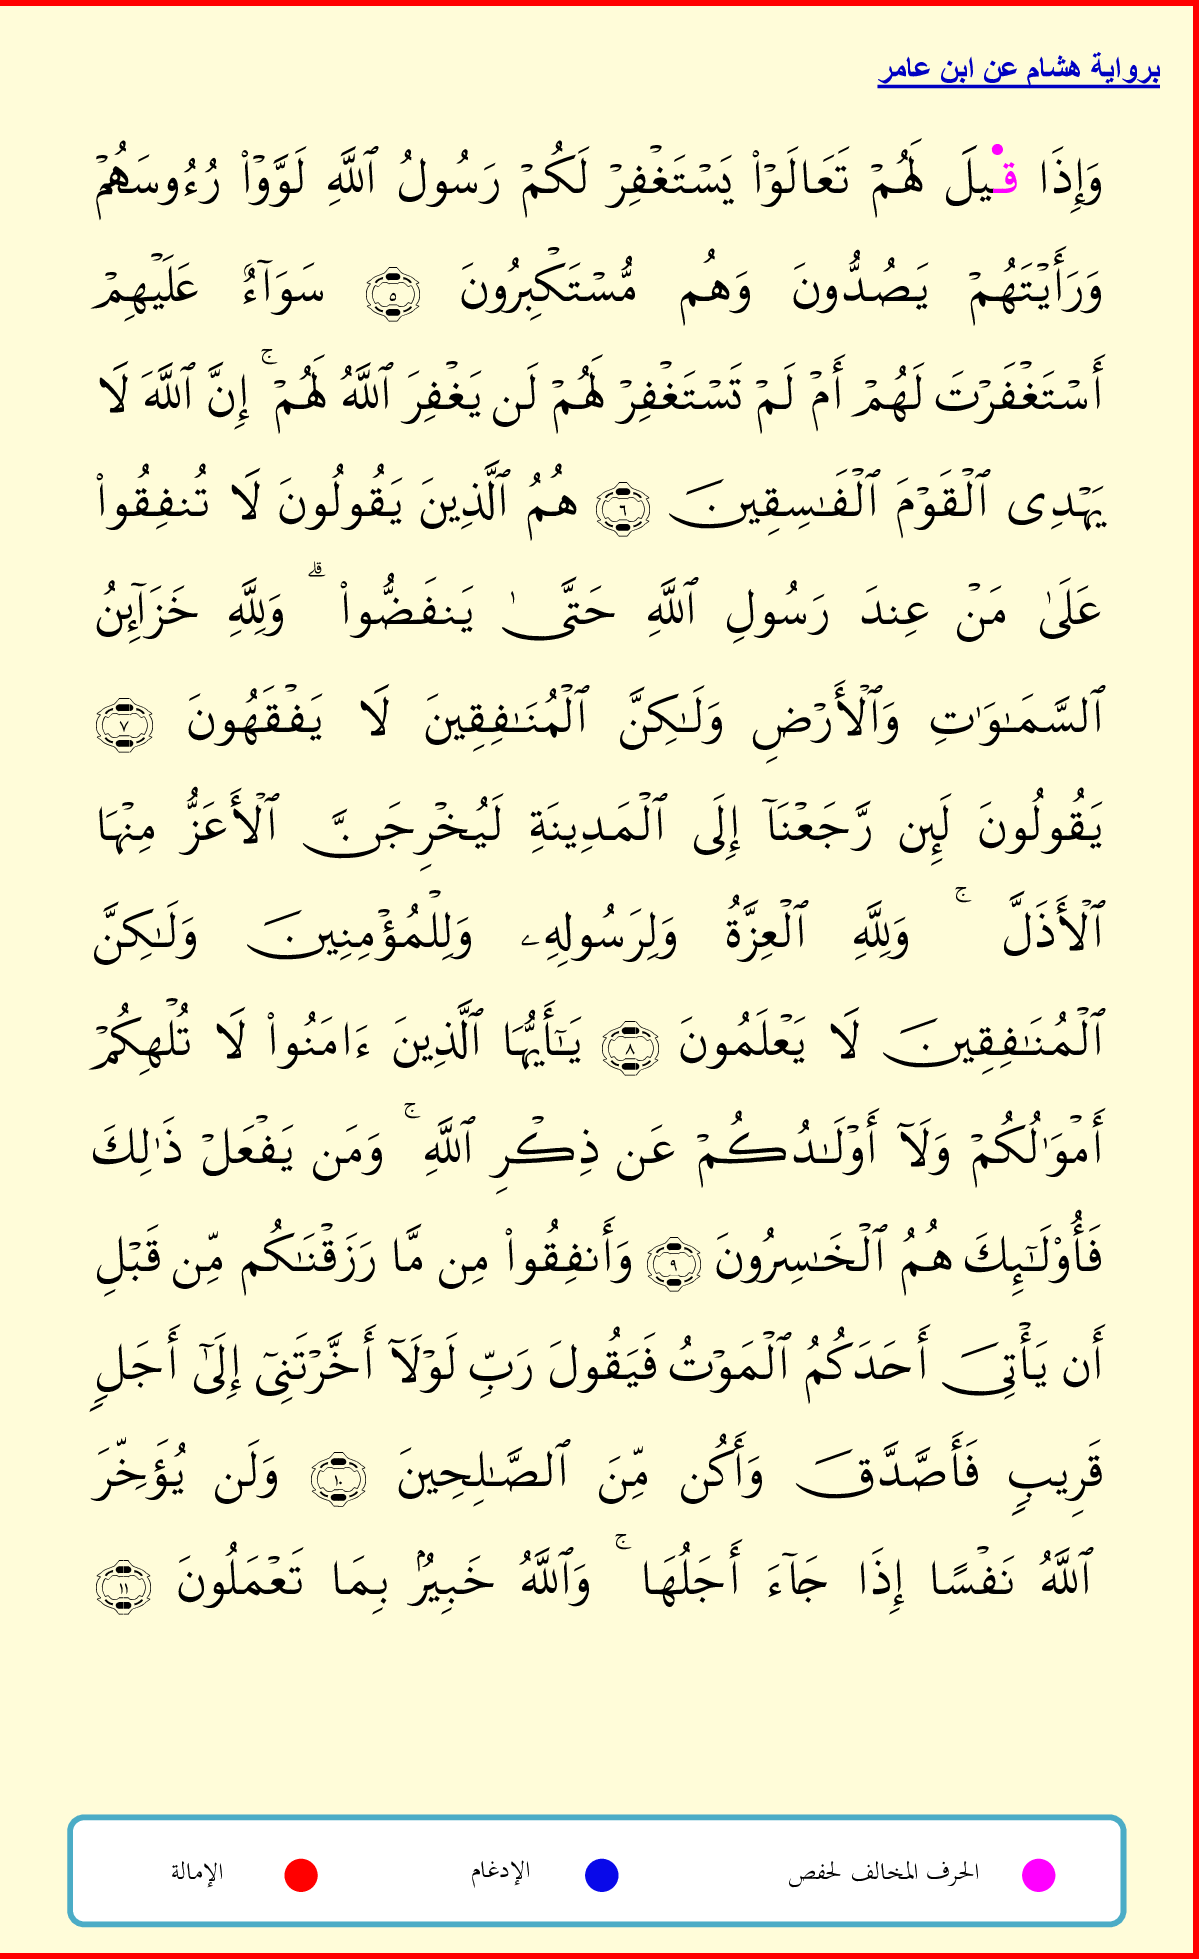 برواية هشام عن ابن عامر
وَإِذَا قِيلَ لَهُمْ تَعَالَوْا۟ يَسْتَغْفِرْ لَكُمْ رَسُولُ ٱللَّهِ لَوَّوْا۟ رُءُوسَهُمْ
وَرَأَيْتَهُمْ يَصُدُّونَ وَهُم مُّسْتَكْبِرُونَ ٥ سَوَآءٌ عَلَيْهِمْ
أَسْتَغْفَرْتَ لَهُمْ أَمْ لَمْ تَسْتَغْفِرْ لَهُمْ لَن يَغْفِرَ ٱللَّهُ لَهُمْ ۚ إِنَّ ٱللَّهَ لَا
يَهْدِى ٱلْقَوْمَ ٱلْفَـٰسِقِينَ ٦ هُمُ ٱلَّذِينَ يَقُولُونَ لَا تُنفِقُوا۟
عَلَىٰ مَنْ عِندَ رَسُولِ ٱللَّهِ حَتَّىٰ يَنفَضُّوا۟ ۗ وَلِلَّهِ خَزَآئِنُ
ٱلسَّمَـٰوَٰتِ وَٱلْأَرْضِ وَلَـٰكِنَّ ٱلْمُنَـٰفِقِينَ لَا يَفْقَهُونَ ٧
يَقُولُونَ لَئِن رَّجَعْنَآ إِلَى ٱلْمَدِينَةِ لَيُخْرِجَنَّ ٱلْأَعَزُّ مِنْهَا
ٱلْأَذَلَّ ۚ وَلِلَّهِ ٱلْعِزَّةُ وَلِرَسُولِهِۦ وَلِلْمُؤْمِنِينَ وَلَـٰكِنَّ
ٱلْمُنَـٰفِقِينَ لَا يَعْلَمُونَ ٨ يَـٰٓأَيُّهَا ٱلَّذِينَ ءَامَنُوا۟ لَا تُلْهِكُمْ
أَمْوَٰلُكُمْ وَلَآ أَوْلَـٰدُكُمْ عَن ذِكْرِ ٱللَّهِ ۚ وَمَن يَفْعَلْ ذَٰلِكَ
فَأُو۟لَـٰٓئِكَ هُمُ ٱلْخَـٰسِرُونَ ٩ وَأَنفِقُوا۟ مِن مَّا رَزَقْنَـٰكُم مِّن قَبْلِ
أَن يَأْتِىَ أَحَدَكُمُ ٱلْمَوْتُ فَيَقُولَ رَبِّ لَوْلَآ أَخَّرْتَنِىٓ إِلَىٰٓ أَجَلٍ
قَرِيبٍ فَأَصَّدَّقَ وَأَكُن مِّنَ ٱلصَّـٰلِحِينَ ١٠ وَلَن يُؤَخِّرَ
ٱللَّهُ نَفْسًا إِذَا جَآءَ أَجَلُهَا ۚ وَٱللَّهُ خَبِيرٌۢ بِمَا تَعْمَلُونَ ١١
الحرف المخالف لحفص الإدغام الإمالة